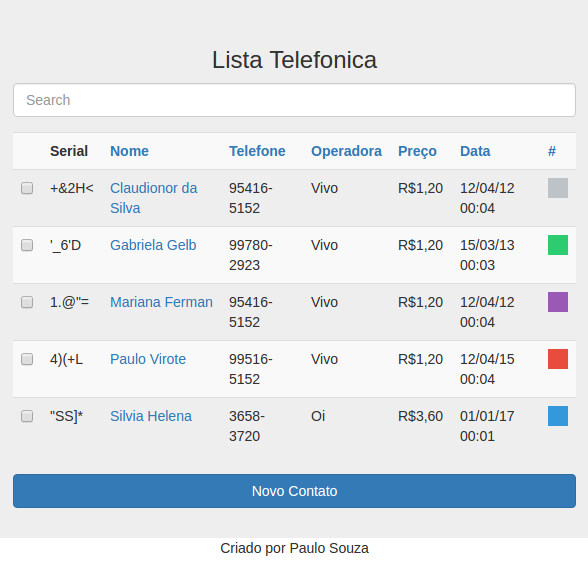 Lista Telefonica
Search
Serial Nome Telefone Operadora Preço Data #
+&2H< Claudionor da Silva 95416-5152 Vivo R$1,20 12/04/12 00:04
'_6'D Gabriela Gelb 99780-2923 Vivo R$1,20 15/03/13 00:03
1.@"= Mariana Ferman 95416-5152 Vivo R$1,20 12/04/12 00:04
4)(+L Paulo Virote 99516-5152 Vivo R$1,20 12/04/15 00:04
"SS]* Silvia Helena 3658-3720 Oi R$3,60 01/01/17 00:01
Novo Contato
Criado por Paulo Souza